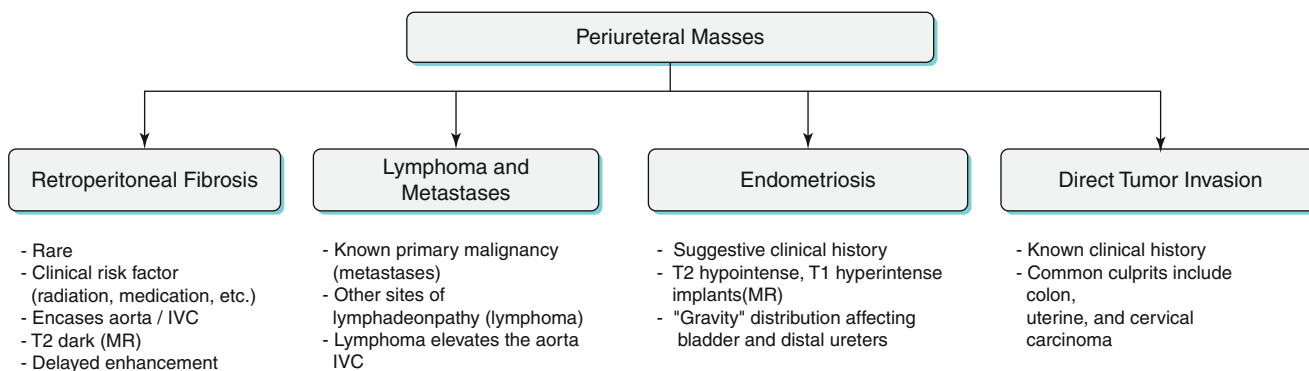 Periureteral Masses
Retroperitoneal Fibrosis
- Rare
- Clinical risk factor
(radiation, medication, etc.)
- Encases aorta / IVC
- T2 dark (MR)
- Delayed enhancement
Lymphoma and
Metastases
- Known primary malignancy
(metastases)
- Other sites of
lymphadeonpathy (lymphoma)
- Lymphoma elevates the aorta
IVC
Endometriosis
- Suggestive clinical history
- T2 hypointense, T1 hyperintense
implants(MR)
- "Gravity" distribution affecting
bladder and distal ureters
Direct Tumor Invasion
- Known clinical history
- Common culprits include
colon,
uterine, and cervical
carcinoma